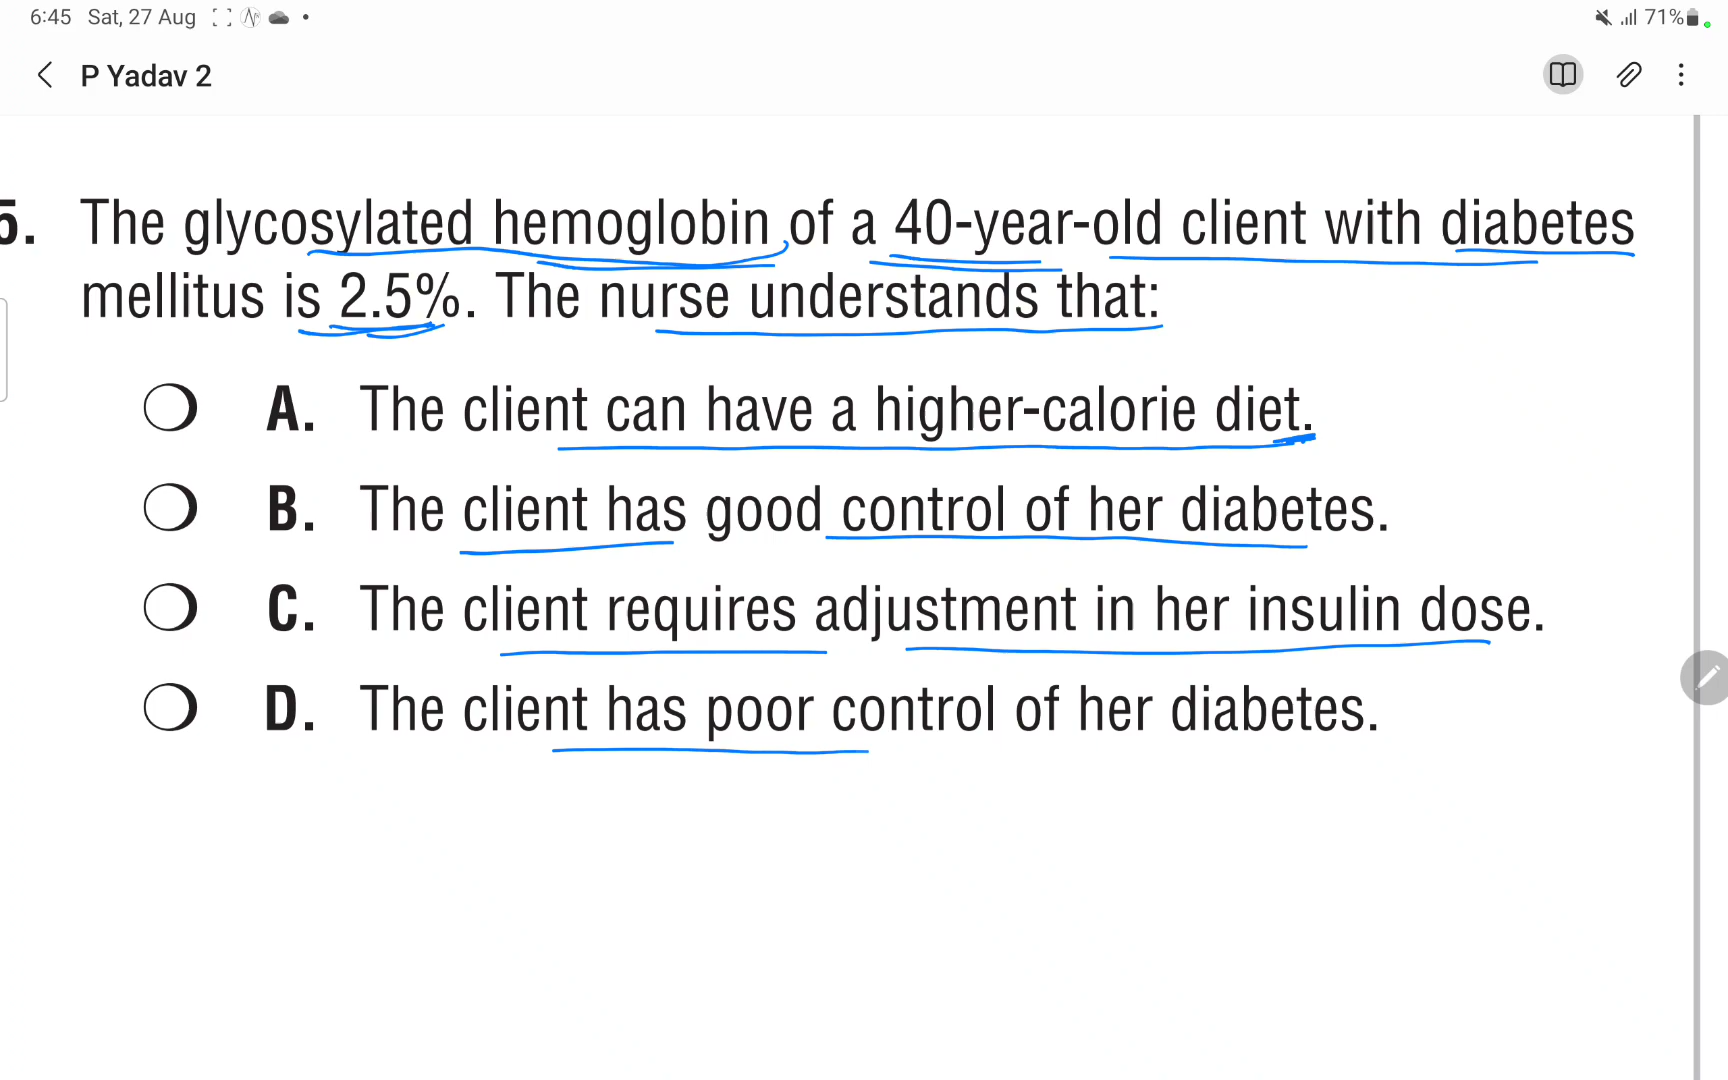 6:45 Sat, 27 Aug
71%
P Yadav 2
5. The glycosylated hemoglobin of a 40-year-old client with diabetes
mellitus is 2.5%. The nurse understands that:
A. The client can have a higher-calorie diet.
B. The client has good control of her diabetes.
C. The client requires adjustment in her insulin dose.
D. The client has poor control of her diabetes.